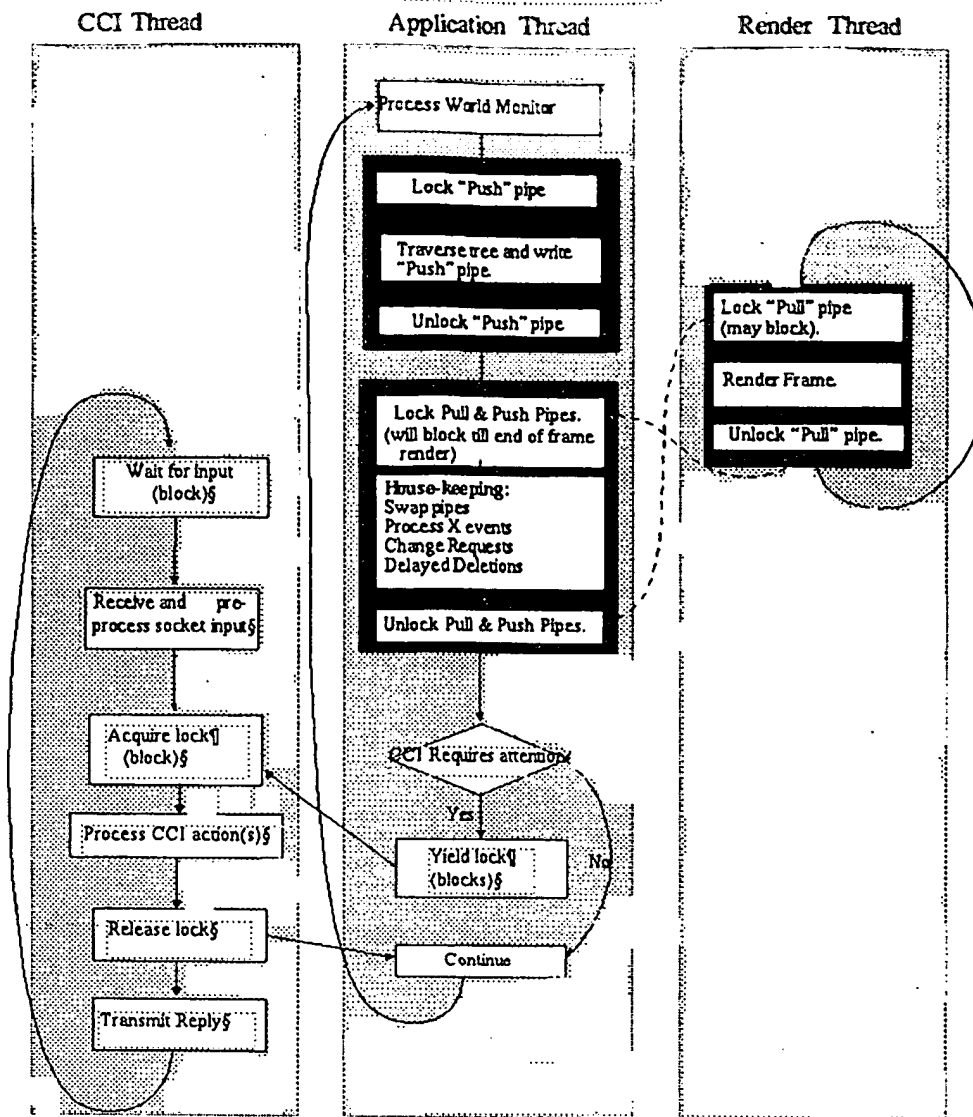 CCI Thread
Application Thread
Render Thread
Process World Monitor
Lock "Push" pipe
Traverse tree and write
"Push" pipe.
Unlock "Push" pipe
Lock Pull & Push Pipes.
(will block till end of frame
render)
House-keeping:
Swap pipes
Process X events
Change Requests
Delayed Deletions
Unlock Pull & Push Pipes.
CCI Requires attention
Yes
No
Yield lock¶
(blocks)§
Continue
Lock "Pull" pipe
(may block).
Render Frame.
Unlock "Pull" pipe.
Wait for input
(block)§
Receive and pre-
process socket input§
Acquire lock¶
(block)§
Process CCI action(s)§
Release lock§
Transmit Reply§